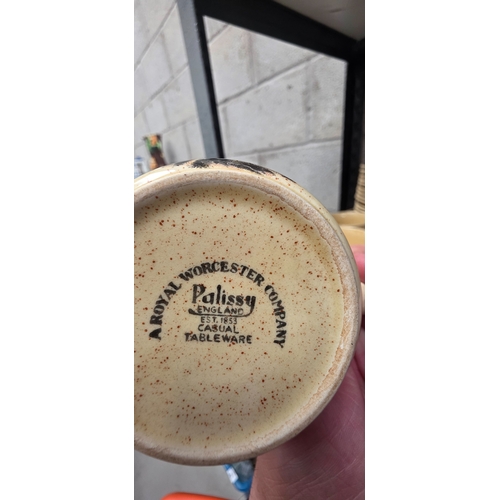 A ROYAL WORCESTER COMPANY
Palissy
ENGLAND
EST. 1853
CASUAL
TABLEWARE